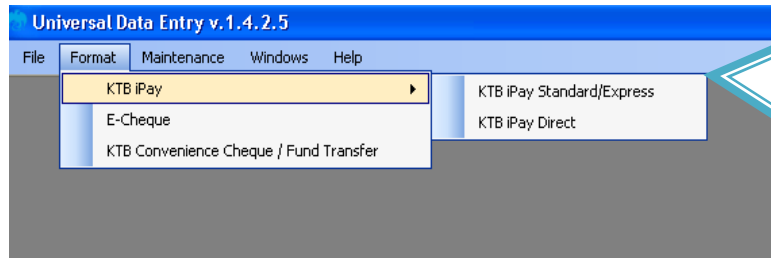 Universal Data Entry v.1.4.2.5
File Format Maintenance Windows Help
KTB iPay KTB iPay Standard/Express
E-Cheque KTB iPay Direct
KTB Convenience Cheque / Fund Transfer